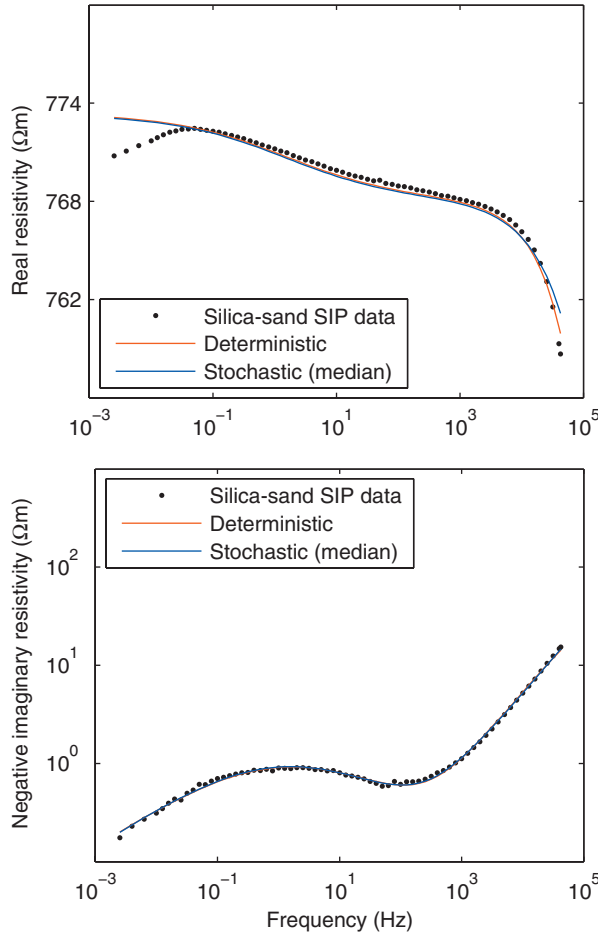 Real resistivity (Ωm)
774
768
762
Silica-sand SIP data
Deterministic
Stochastic (median)
10⁻³
10⁻¹
10¹
10³
10⁵
Negative imaginary resistivity (Ωm)
Silica-sand SIP data
Deterministic
Stochastic (median)
10²
10¹
10⁰
10⁻³
10⁻¹
10¹
10³
10⁵
Frequency (Hz)